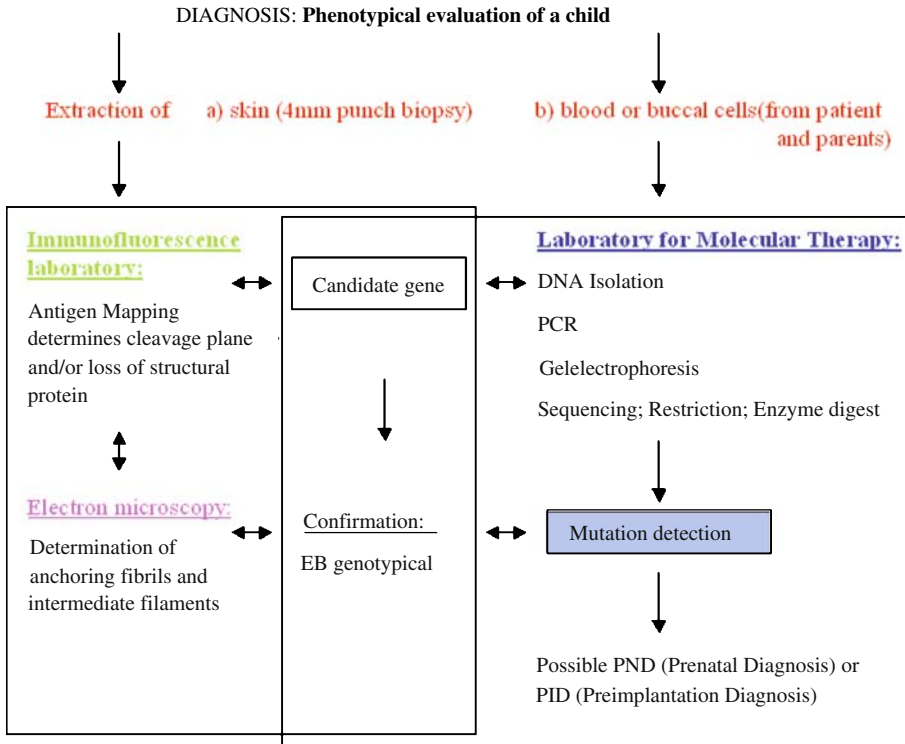 DIAGNOSIS: Phenotypical evaluation of a child
Extraction of a) skin (4mm punch biopsy)
b) blood or buccal cells(from patient
and parents)
Immunofluorescence
laboratory:
Antigen Mapping
determines cleavage plane
and/or loss of structural
protein
Electron microscopy:
Determination of
anchoring fibrils and
intermediate filaments
Candidate gene
Confirmation:
EB genotypical
Laboratory for Molecular Therapy:
DNA Isolation
PCR
Gelelectrophoresis
Sequencing; Restriction; Enzyme digest
Mutation detection
Possible PND (Prenatal Diagnosis) or
PID (Preimplantation Diagnosis)